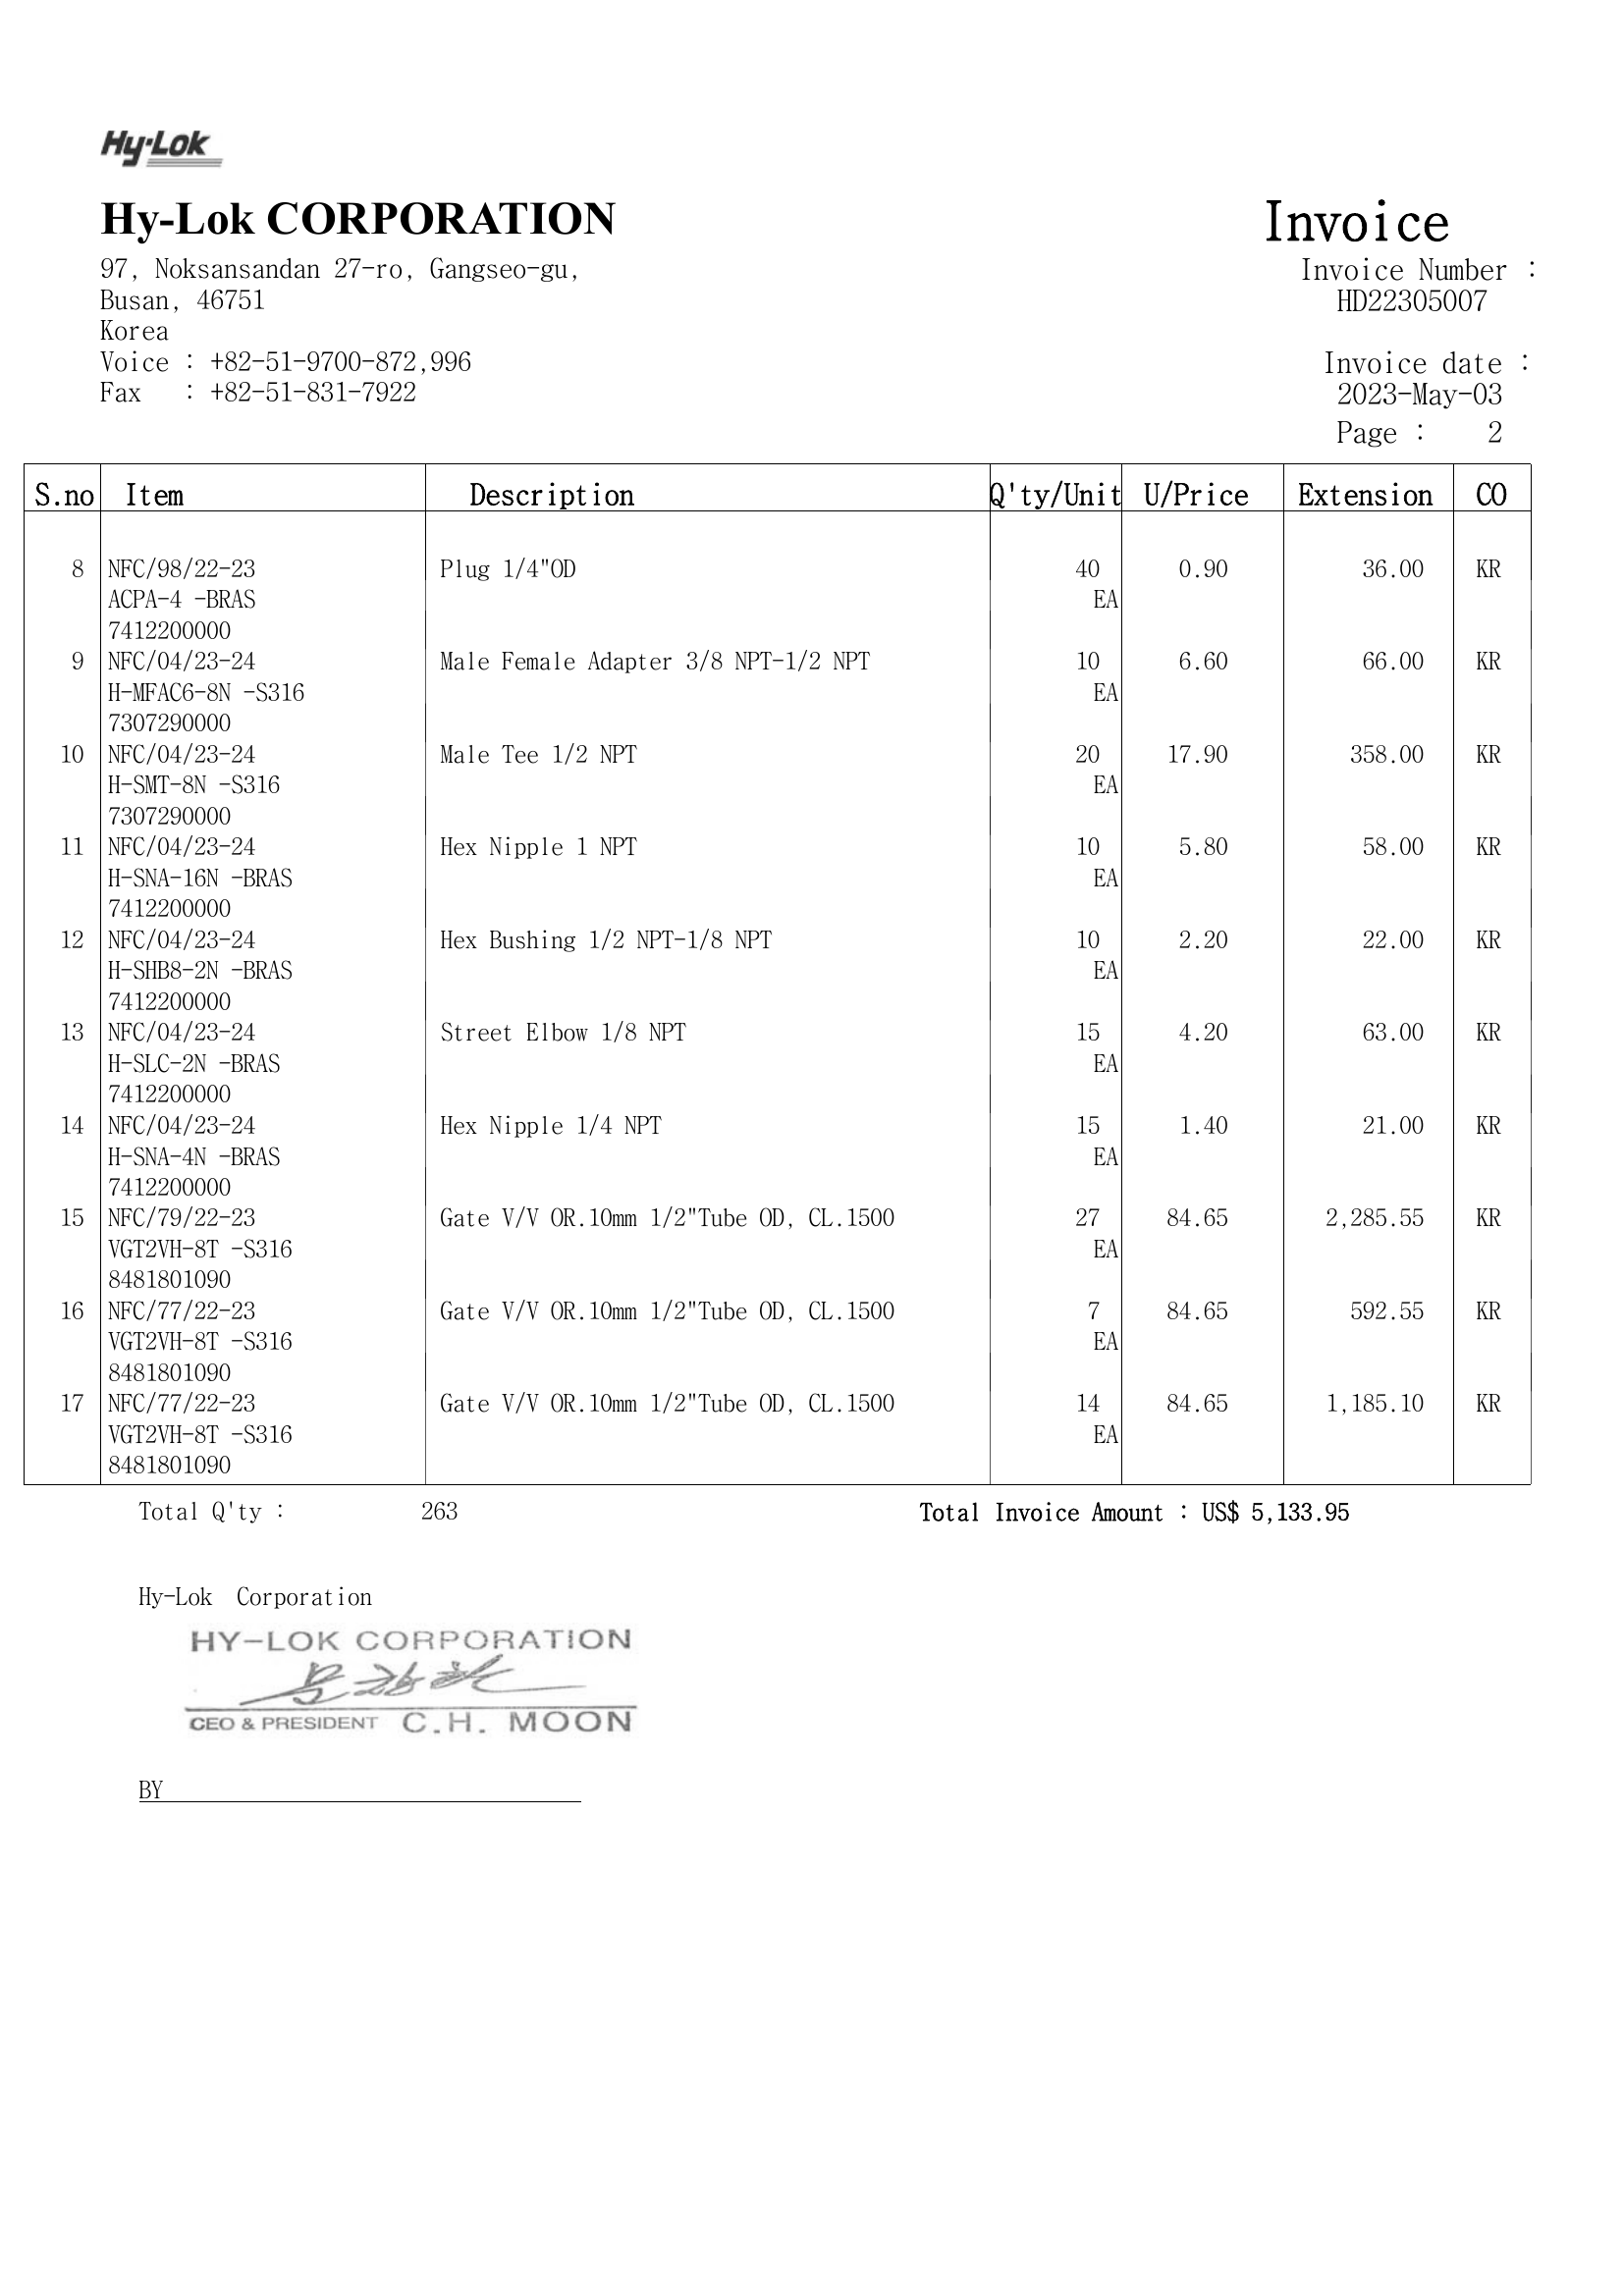 Hy-Lok
Hy-Lok CORPORATION
Invoice
97, Noksansandan 27-ro, Gangseo-gu,
Busan, 46751
Korea
Voice : +82-51-9700-872,996
Fax : +82-51-831-7922
Invoice Number :
HD22305007
Invoice date :
2023-May-03
Page : 2
S.no Item Description Q'ty/Unit U/Price Extension CO
8 NFC/98/22-23 Plug 1/4"OD 40 0.90 36.00 KR
ACPA-4 -BRAS EA
7412200000
9 NFC/04/23-24 Male Female Adapter 3/8 NPT-1/2 NPT 10 6.60 66.00 KR
H-MFAC6-8N -S316 EA
7307290000
10 NFC/04/23-24 Male Tee 1/2 NPT 20 17.90 358.00 KR
H-SMT-8N -S316 EA
7307290000
11 NFC/04/23-24 Hex Nipple 1 NPT 10 5.80 58.00 KR
H-SNA-16N -BRAS EA
7412200000
12 NFC/04/23-24 Hex Bushing 1/2 NPT-1/8 NPT 10 2.20 22.00 KR
H-SHB8-2N -BRAS EA
7412200000
13 NFC/04/23-24 Street Elbow 1/8 NPT 15 4.20 63.00 KR
H-SLC-2N -BRAS EA
7412200000
14 NFC/04/23-24 Hex Nipple 1/4 NPT 15 1.40 21.00 KR
H-SNA-4N -BRAS EA
7412200000
15 NFC/79/22-23 Gate V/V OR.10mm 1/2"Tube OD, CL.1500 27 84.65 2,285.55 KR
VGT2VH-8T -S316 EA
8481801090
16 NFC/77/22-23 Gate V/V OR.10mm 1/2"Tube OD, CL.1500 7 84.65 592.55 KR
VGT2VH-8T -S316 EA
8481801090
17 NFC/77/22-23 Gate V/V OR.10mm 1/2"Tube OD, CL.1500 14 84.65 1,185.10 KR
VGT2VH-8T -S316 EA
8481801090
Total Q'ty : 263 Total Invoice Amount : US$ 5,133.95
Hy-Lok Corporation
HY-LOK CORPORATION
CEO & PRESIDENT C.H. MOON
BY